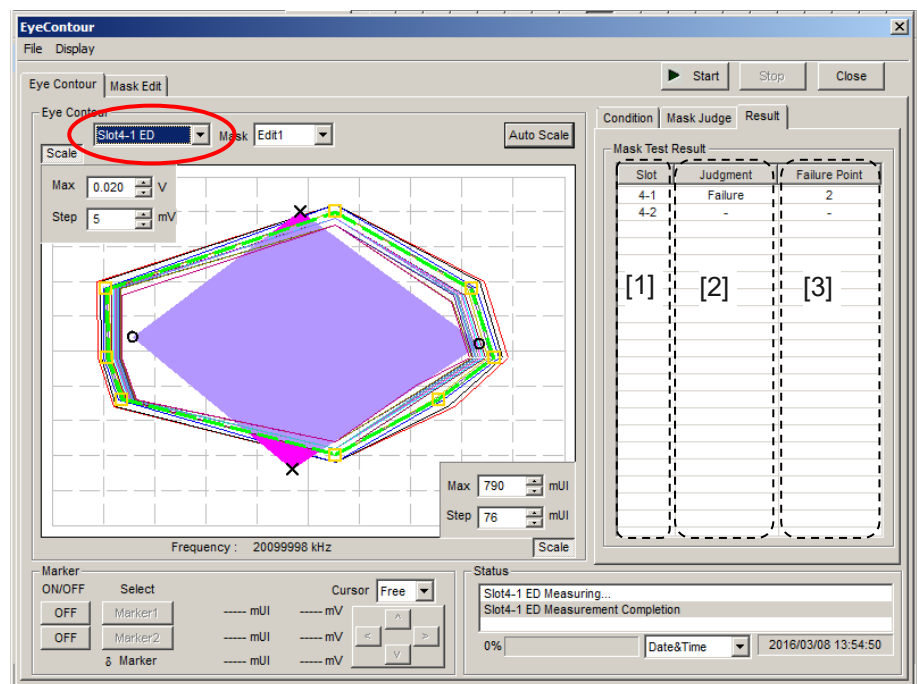 EyeContour
File Display
Start Stop Close
Eye Contour Mask Edit
Eye Contour
Slot4-1 ED Mask Edit1 Auto Scale
Scale
Max 0.020 V
Step 5 mV
Max 790 mUI
Step 76 mUI
Frequency : 20099998 kHz Scale
Condition Mask Judge Result
Mask Test Result
Slot Judgment Failure Point
4-1 Failure 2
4-2 - -
[1] [2] [3]
Marker
ON/OFF Select Cursor Free
OFF Marker1 ----- mUI ----- mV
OFF Marker2 ----- mUI ----- mV
δ Marker ----- mUI ----- mV
Status
Slot4-1 ED Measuring...
Slot4-1 ED Measurement Completion
0% Date&Time 2016/03/08 13:54:50